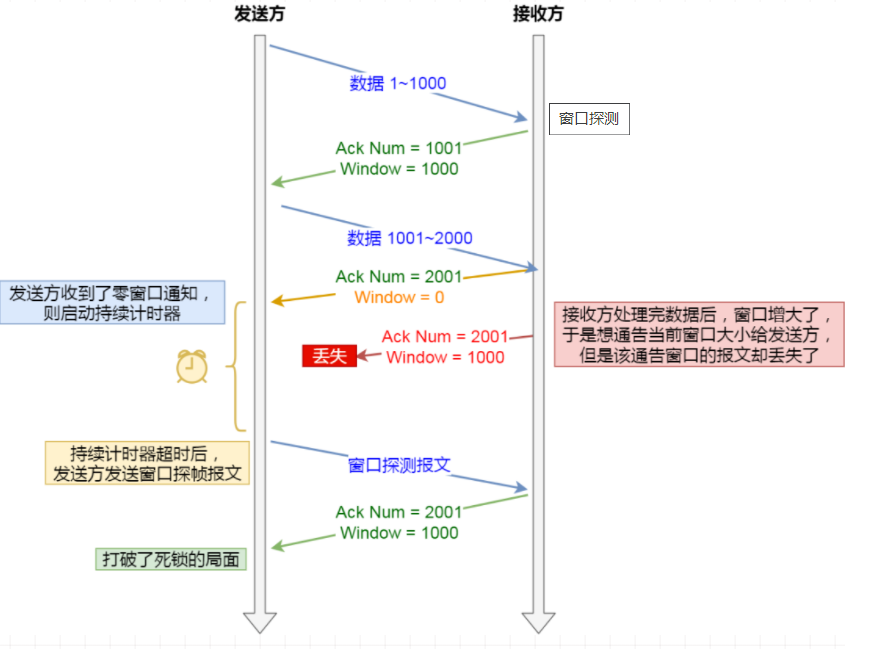 发送方
接收方
数据 1~1000
窗口探测
Ack Num = 1001
Window = 1000
数据 1001~2000
Ack Num = 2001
Window = 0
发送方收到了零窗口通知，
则启动持续计时器
接收方处理完数据后，窗口增大了，
于是想通告当前窗口大小给发送方，
但是该通告窗口的报文却丢失了
Ack Num = 2001
Window = 1000
丢失
持续计时器超时后，
发送方发送窗口探帧报文
窗口探测报文
Ack Num = 2001
Window = 1000
打破了死锁的局面